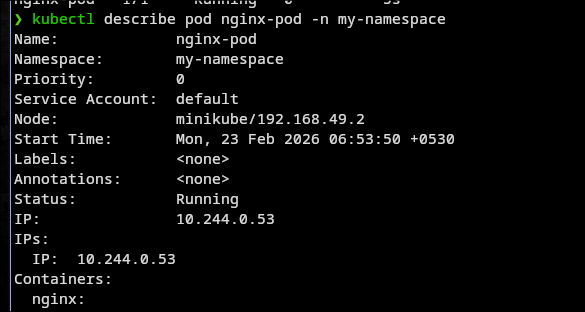 ❯ kubectl describe pod nginx-pod -n my-namespace
Name:             nginx-pod
Namespace:        my-namespace
Priority:         0
Service Account:  default
Node:             minikube/192.168.49.2
Start Time:       Mon, 23 Feb 2026 06:53:50 +0530
Labels:           <none>
Annotations:      <none>
Status:           Running
IP:               10.244.0.53
IPs:
  IP:  10.244.0.53
Containers:
  nginx: